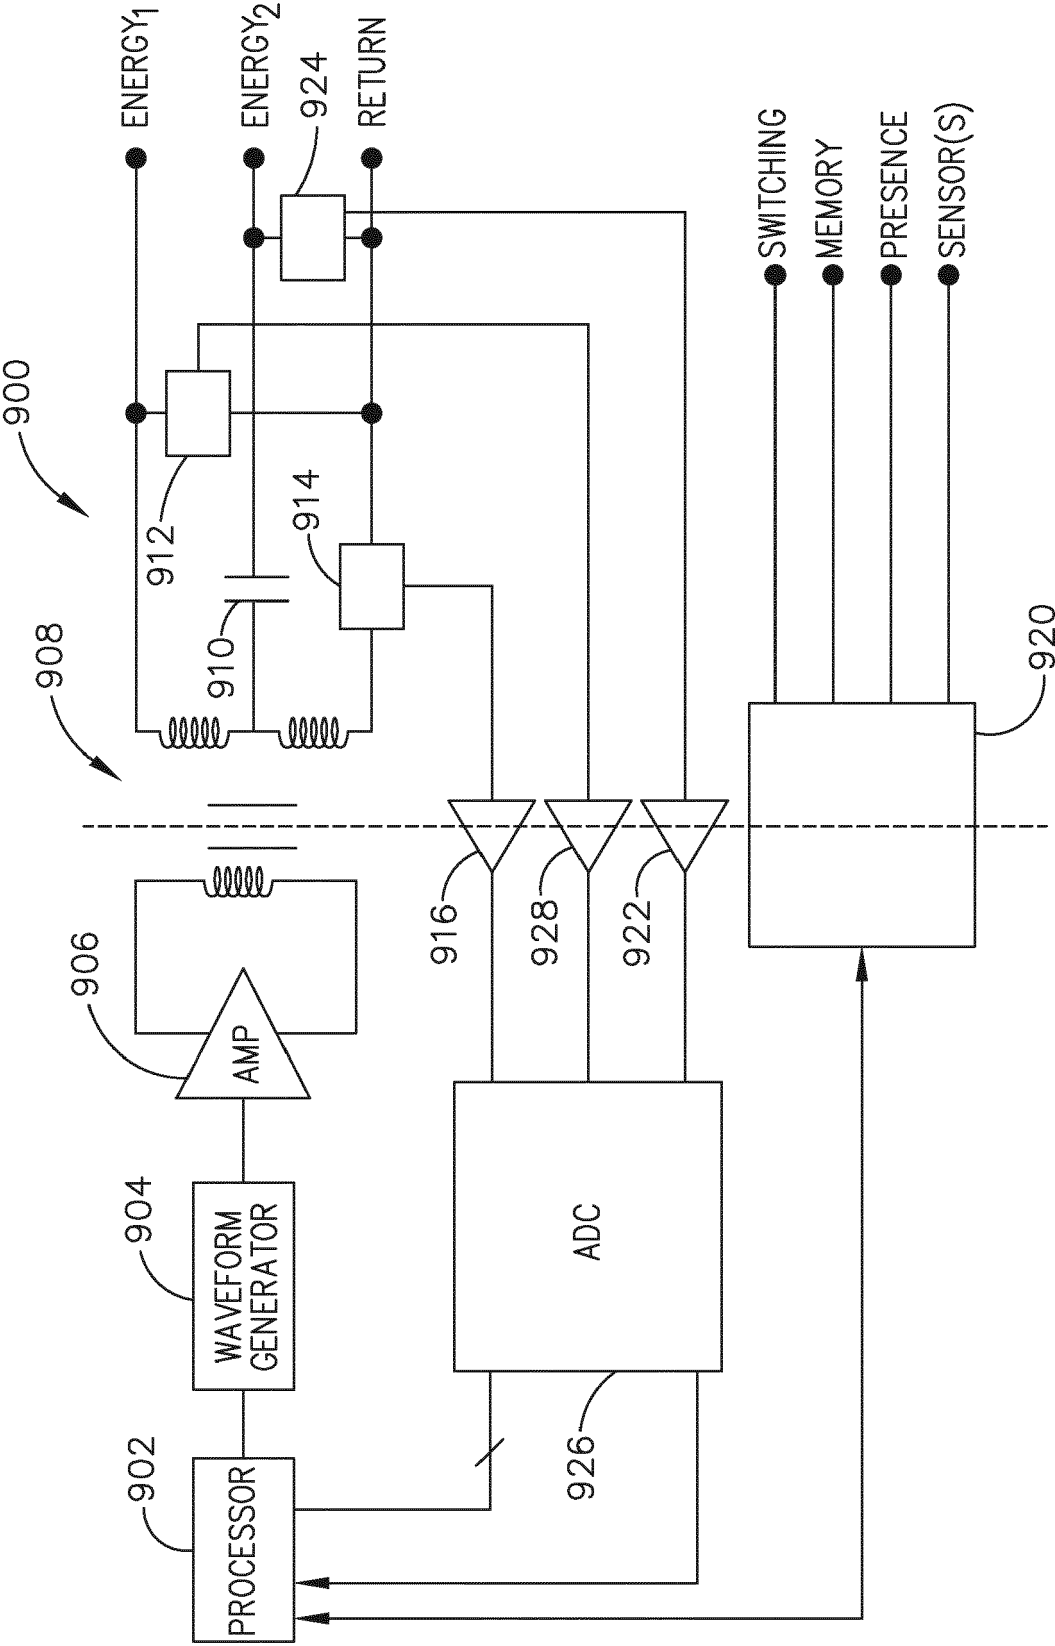 900
908
906
904
902
PROCESSOR
WAVEFORM
GENERATOR
AMP
910
912
914
924
ENERGY₁
ENERGY₂
RETURN
916
928
922
ADC
926
920
SWITCHING
MEMORY
PRESENCE
SENSOR(S)